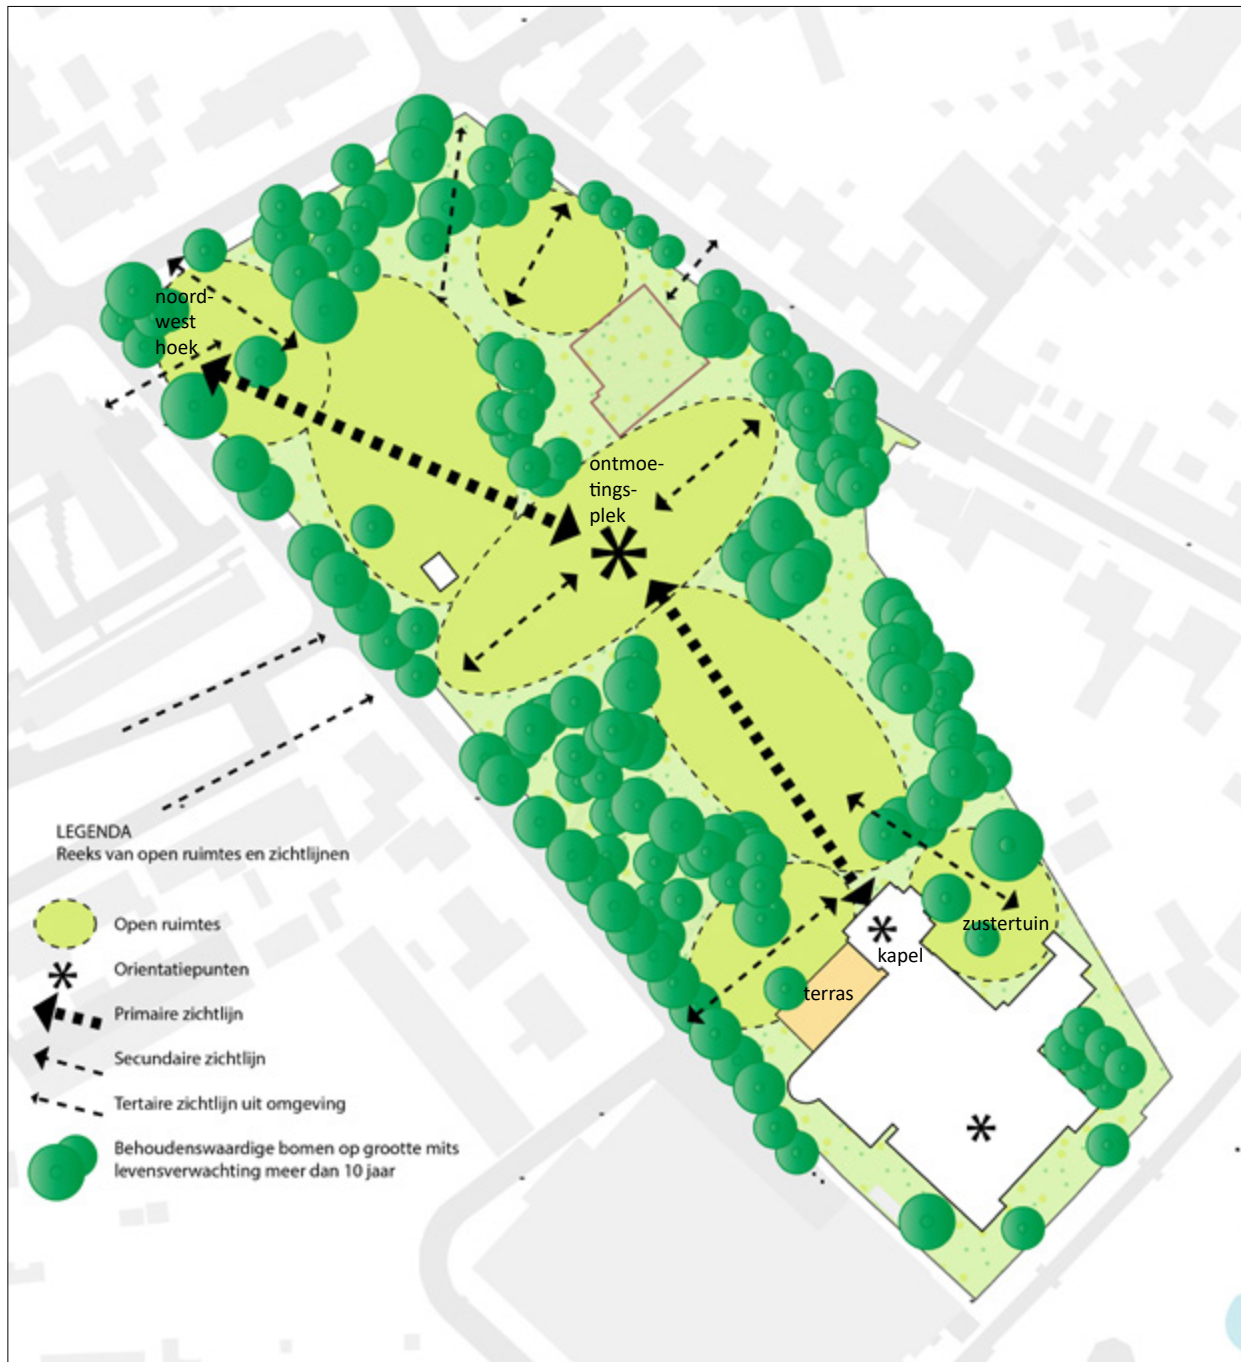 noord-
west
hoek
ontmoe-
tings-
plek
zustertuin
kapel
terras
LEGENDA
Reeks van open ruimtes en zichtlijnen
Open ruimtes
Orientatiepunten
Primaire zichtlijn
Secundaire zichtlijn
Tertaire zichtlijn uit omgeving
Behoudenswaardige bomen op grootte mits
levensverwachting meer dan 10 jaar